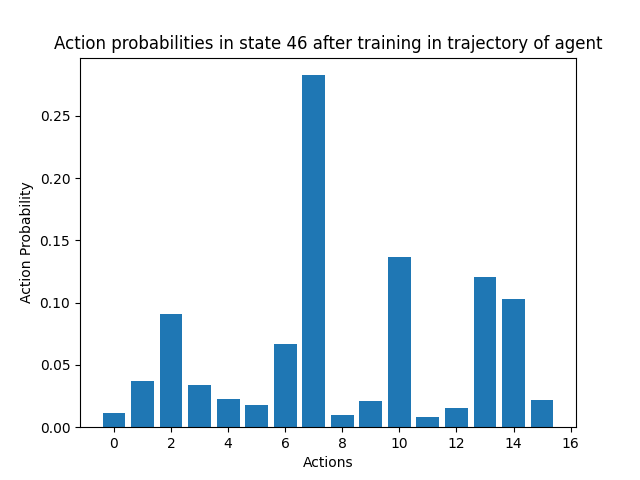 Action probabilities in state 46 after training in trajectory of agent
0.25
0.20
0.15
0.10
0.05
0.00
Action Probability
0 2 4 6 8 10 12 14 16
Actions